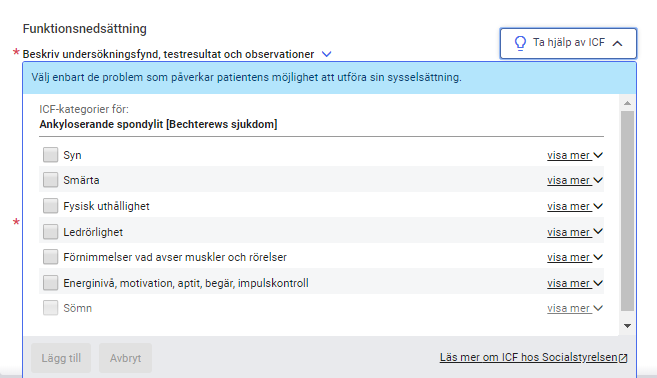 Funktionsnedsättning
* Beskriv undersökningsfynd, testresultat och observationer
Ta hjälp av ICF
Välj enbart de problem som påverkar patientens möjlighet att utföra sin sysselsättning.
ICF-kategorier för:
Ankyloserande spondylit [Bechterews sjukdom]
Syn visa mer
Smärta visa mer
Fysisk uthållighet visa mer
*
Ledrörlighet visa mer
Förnimmelser vad avser muskler och rörelser visa mer
Energinivå, motivation, aptit, begär, impulskontroll visa mer
Sömn visa mer
Lägg till Avbryt Läs mer om ICF hos Socialstyrelsen